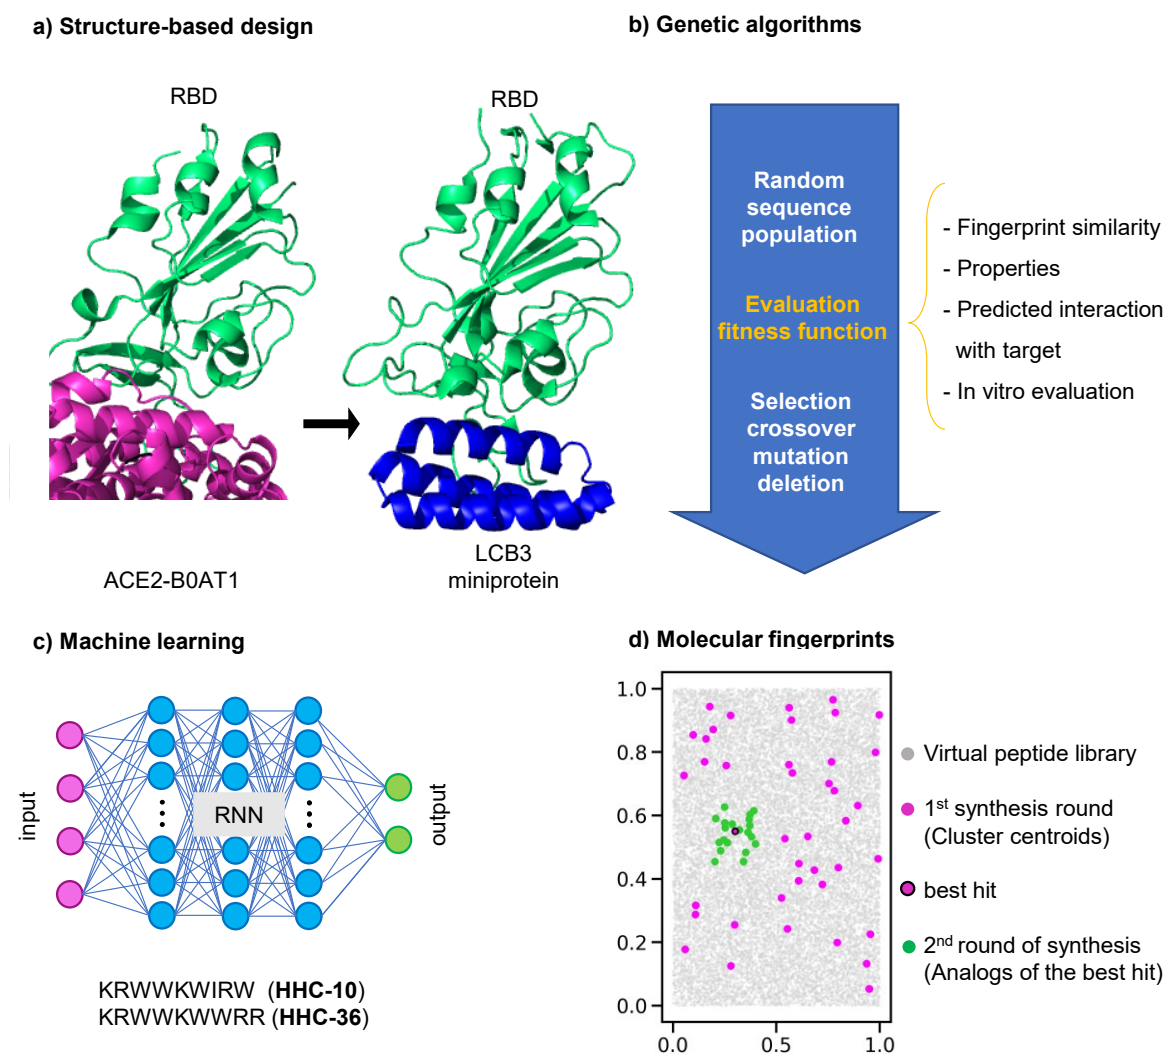 a) Structure-based design
RBD
RBD
ACE2-B0AT1
LCB3
miniprotein
b) Genetic algorithms
Random
sequence
population
Evaluation
fitness function
Selection
crossover
mutation
deletion
- Fingerprint similarity
- Properties
- Predicted interaction
with target
- In vitro evaluation
c) Machine learning
input
RNN
output
KRWWKWIRW (HHC-10)
KRWWKWWRR (HHC-36)
d) Molecular fingerprints
1.0
0.8
0.6
0.4
0.2
0.0
0.0 0.5 1.0
Virtual peptide library
1st synthesis round
(Cluster centroids)
best hit
2nd round of synthesis
(Analogs of the best hit)